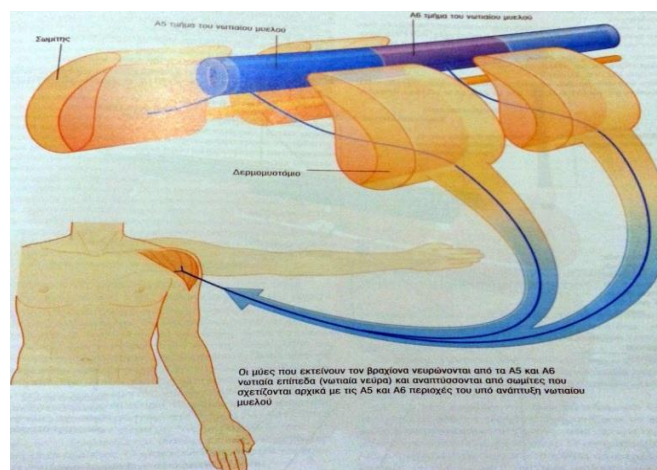 Σωμίτης
Α5 τμήμα του νωτιαίου μυελού
Α6 τμήμα του νωτιαίου μυελού
Δερμομυοτόμιο
Οι μύες που εκτείνουν τον βραχίονα νευρώνονται από τα Α5 και Α6
νωτιαία επίπεδα (νωτιαία νεύρα) και αναπτύσσονται από σωμίτες που
σχετίζονται αρχικά με τις Α5 και Α6 περιοχές του υπό ανάπτυξη νωτιαίου
μυελού